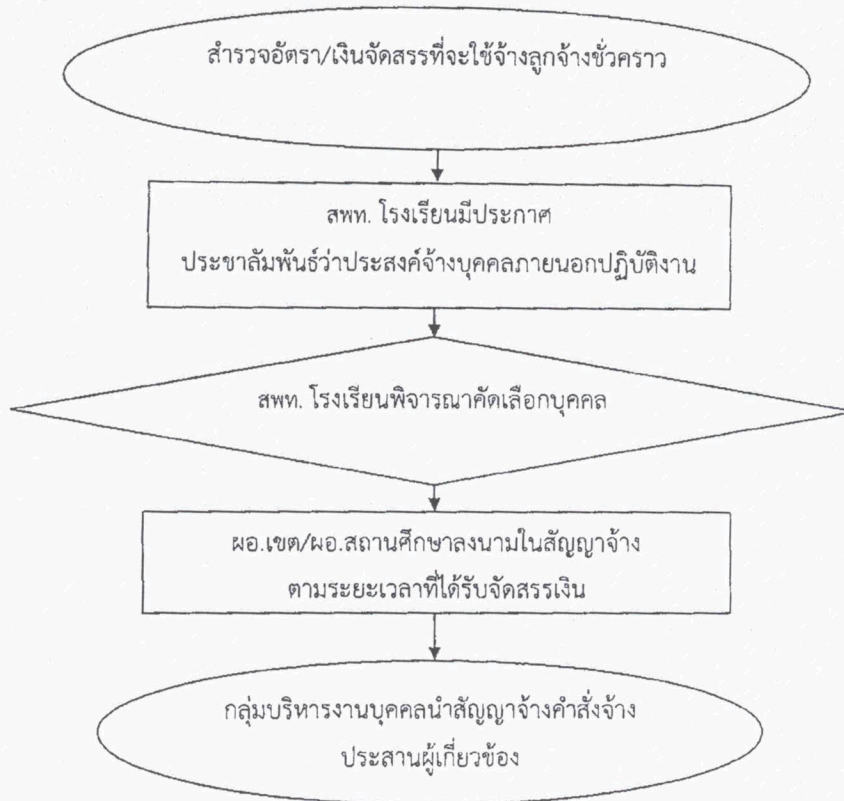 สำรวจอัตรา/เงินจัดสรรที่จะใช้จ้างลูกจ้างชั่วคราว
สพท. โรงเรียนมีประกาศ
ประชาสัมพันธ์ว่าประสงค์จ้างบุคคลภายนอกปฏิบัติงาน
สพท. โรงเรียนพิจารณาคัดเลือกบุคคล
ผอ.เขต/ผอ.สถานศึกษาลงนามในสัญญาจ้าง
ตามระยะเวลาที่ได้รับจัดสรรเงิน
กลุ่มบริหารงานบุคคลนำสัญญาจ้างคำสั่งจ้าง
ประสานผู้เกี่ยวข้อง